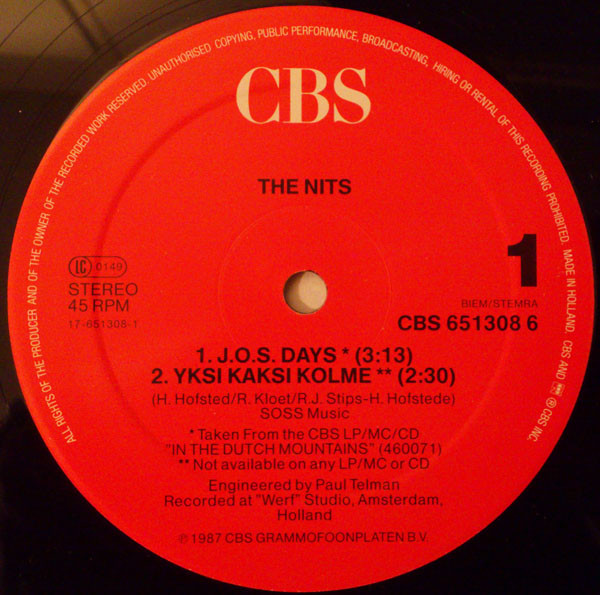 ALL RIGHTS OF THE PRODUCER AND OF THE OWNER OF THE RECORDED WORK RESERVED. UNAUTHORISED COPYING, PUBLIC PERFORMANCE, BROADCASTING, HIRING OR RENTAL OF THIS RECORDING PROHIBITED. MADE IN HOLLAND. CBS AND ® CBS INC.
CBS
THE NITS
LC 0149
STEREO
45 RPM
17-651308-1
1
BIEM/STEMRA
CBS 651308 6
1. J.O.S. DAYS * (3:13)
2. YKSI KAKSI KOLME ** (2:30)
(H. Hofsted/R. Kloet/R.J. Stips-H. Hofstede)
SOSS Music
* Taken From the CBS LP/MC/CD
"IN THE DUTCH MOUNTAINS" (460071)
** Not available on any LP/MC or CD
Engineered by Paul Telman
Recorded at "Werf" Studio, Amsterdam,
Holland
℗ 1987 CBS GRAMMOFOONPLATEN B.V.